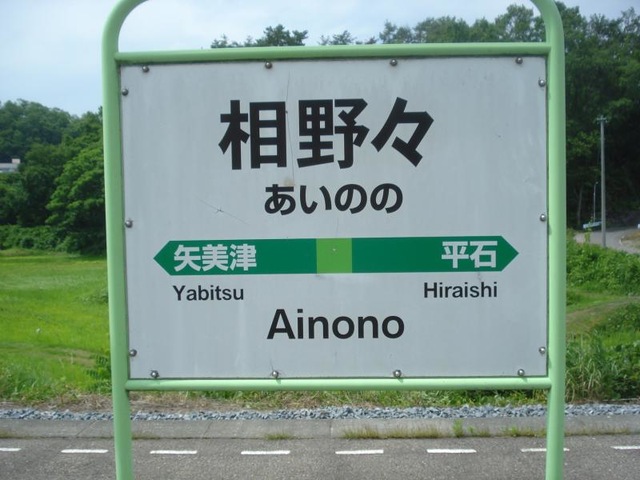 相野々
あいのの
矢美津 平石
Yabitsu Hiraishi
Ainono